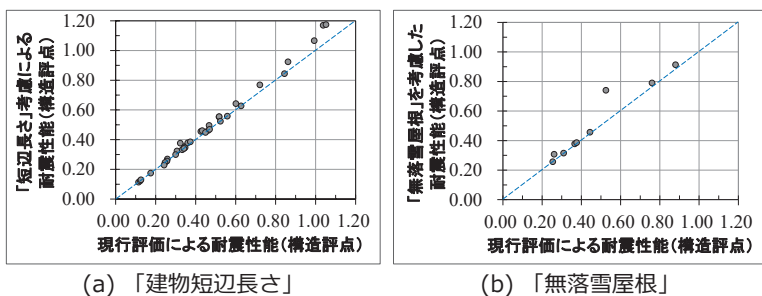 「短辺長さ」考慮による
耐震性能(構造評点)
1.20
1.00
0.80
0.60
0.40
0.20
0.00
0.00 0.20 0.40 0.60 0.80 1.00 1.20
現行評価による耐震性能(構造評点)
(a) 「建物短辺長さ」
「無落雪屋根」を考慮した
耐震性能(構造評点)
1.20
1.00
0.80
0.60
0.40
0.20
0.00
0.00 0.20 0.40 0.60 0.80 1.00 1.20
現行評価による耐震性能(構造評点)
(b) 「無落雪屋根」